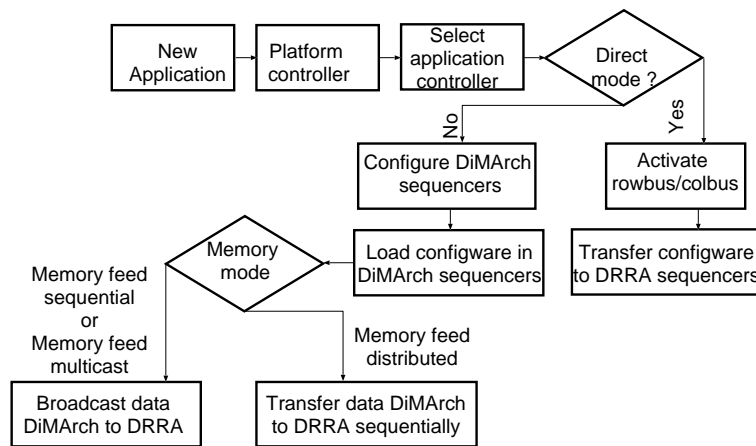 New
Application
Platform
controller
Select
application
controller
Direct
mode ?
No
Yes
Configure DiMArch
sequencers
Activate
rowbus/colbus
Memory
mode
Load configware in
DiMArch sequencers
Transfer configware
to DRRA sequencers
Memory feed
sequential
or
Memory feed
multicast
Memory feed
distributed
Broadcast data
DiMArch to DRRA
Transfer data DiMArch
to DRRA sequentially